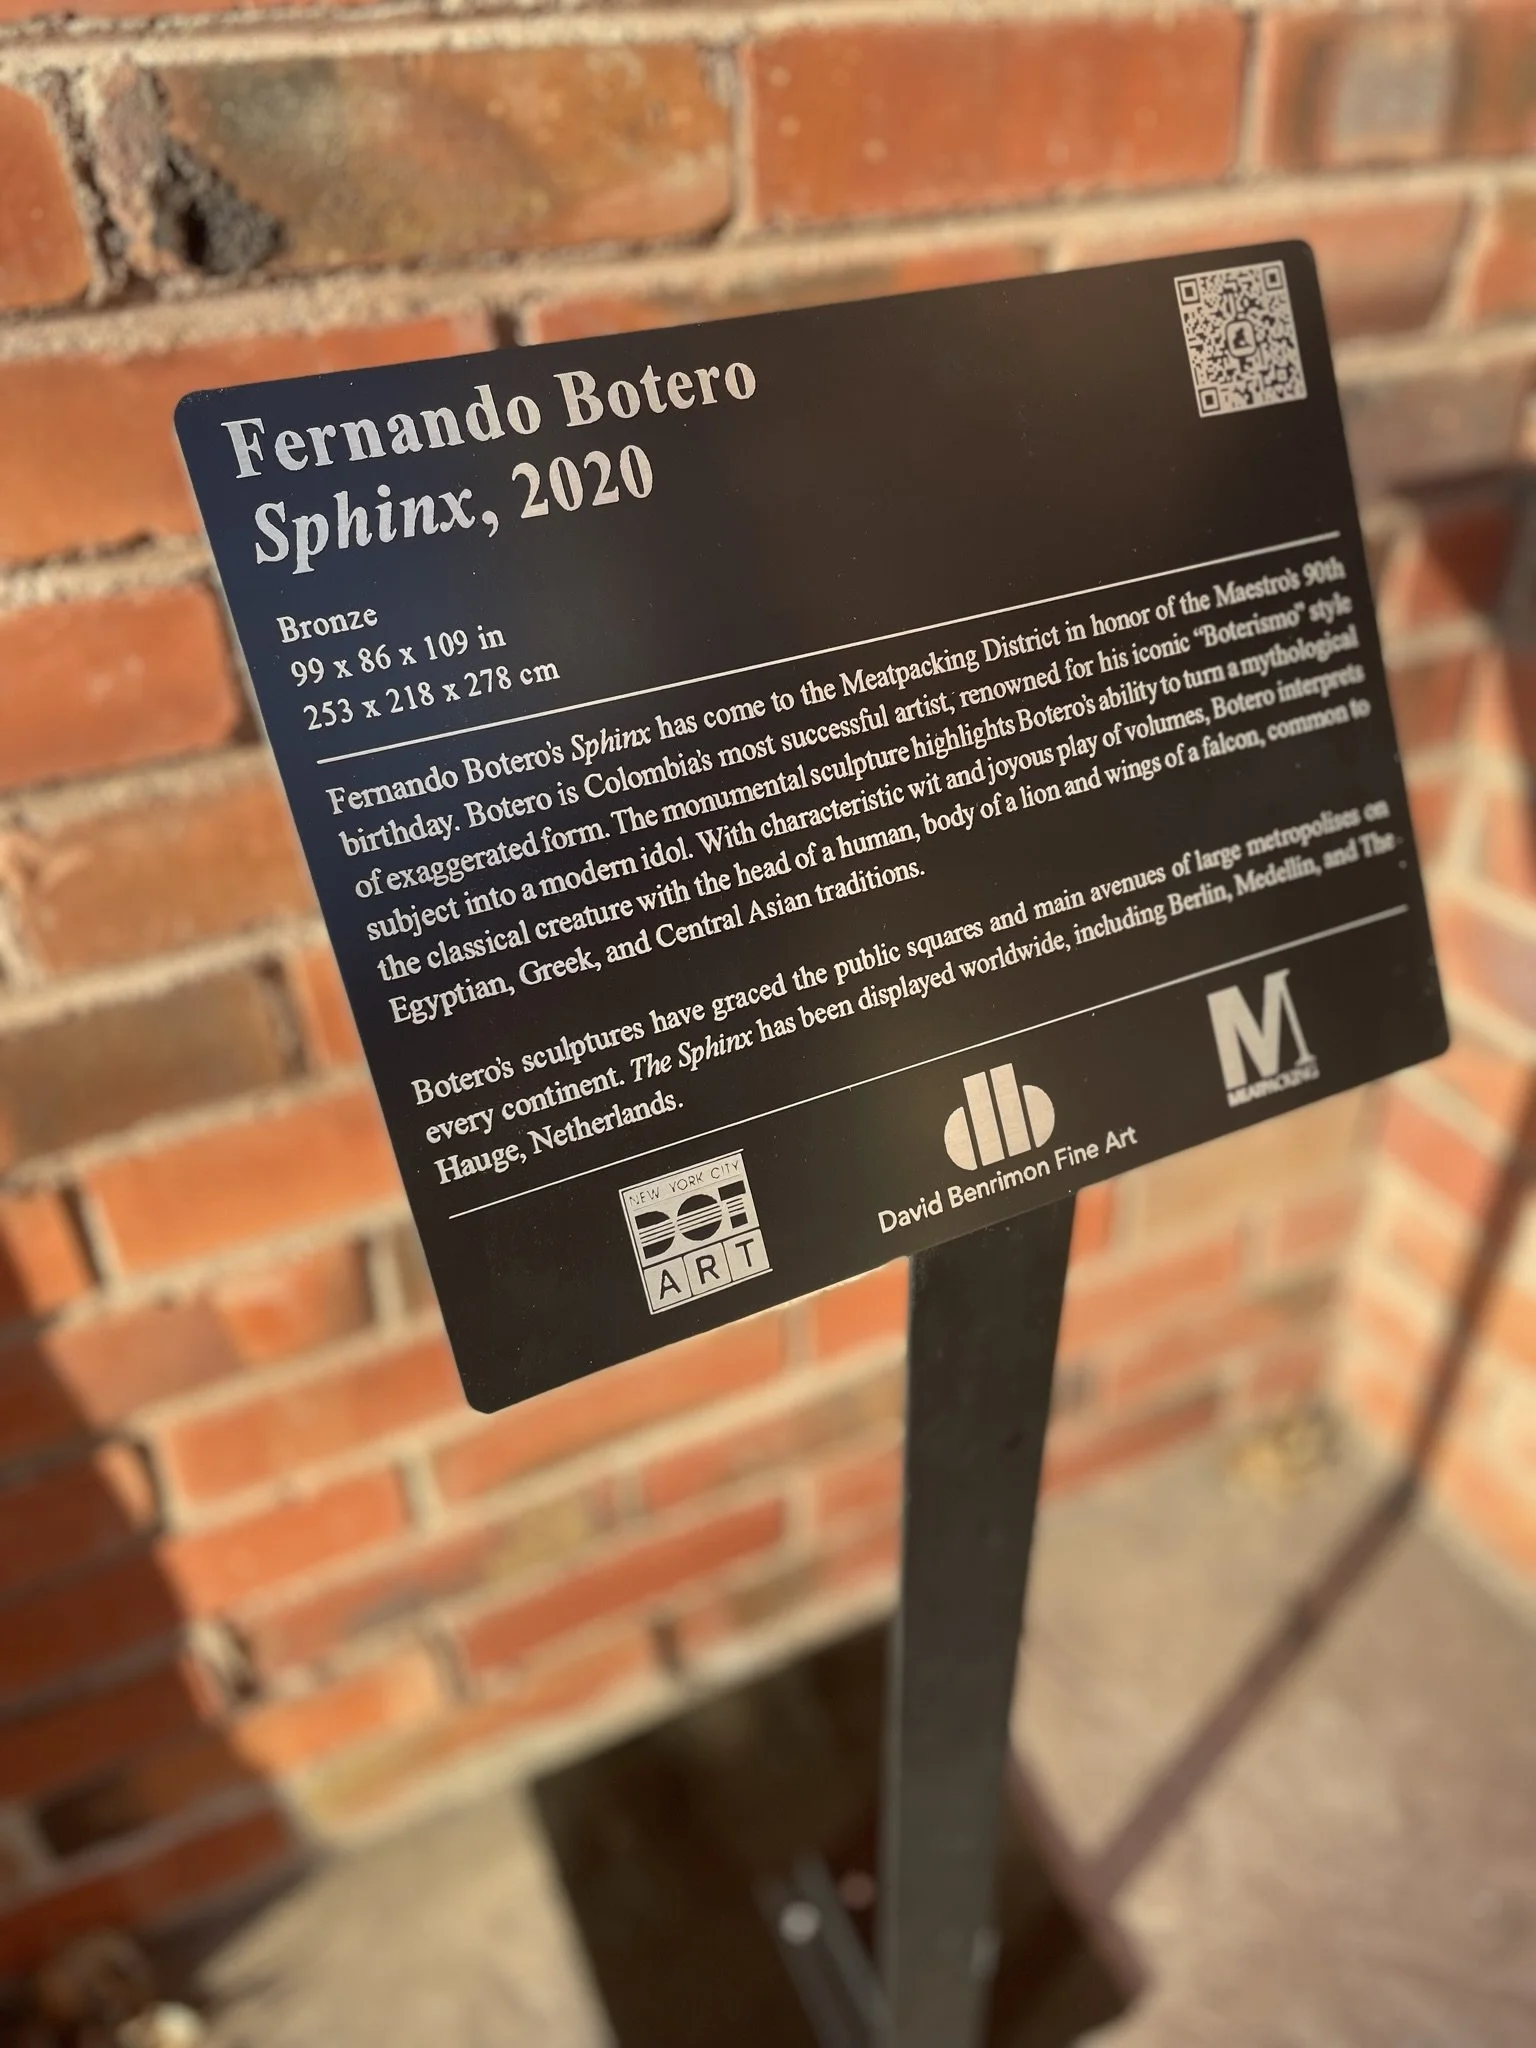 Fernando Botero
Sphinx, 2020
Bronze
99 x 86 x 109 in
253 x 218 x 278 cm
Fernando Botero's Sphinx has come to the Meatpacking District in honor of the Maestro's 90th
birthday. Botero is Colombia's most successful artist, renowned for his iconic “Boterismo” style
of exaggerated form. The monumental sculpture highlights Botero's ability to turn a mythological
subject into a modern idol. With characteristic wit and joyous play of volumes, Botero interprets
the classical creature with the head of a human, body of a lion and wings of a falcon, common to
Egyptian, Greek, and Central Asian traditions.
Botero's sculptures have graced the public squares and main avenues of large metropolises on
every continent. The Sphinx has been displayed worldwide, including Berlin, Medellin, and The
Hauge, Netherlands.
NEW YORK CITY
DOT
ART
David Benrimon Fine Art
M
MEATPACKING